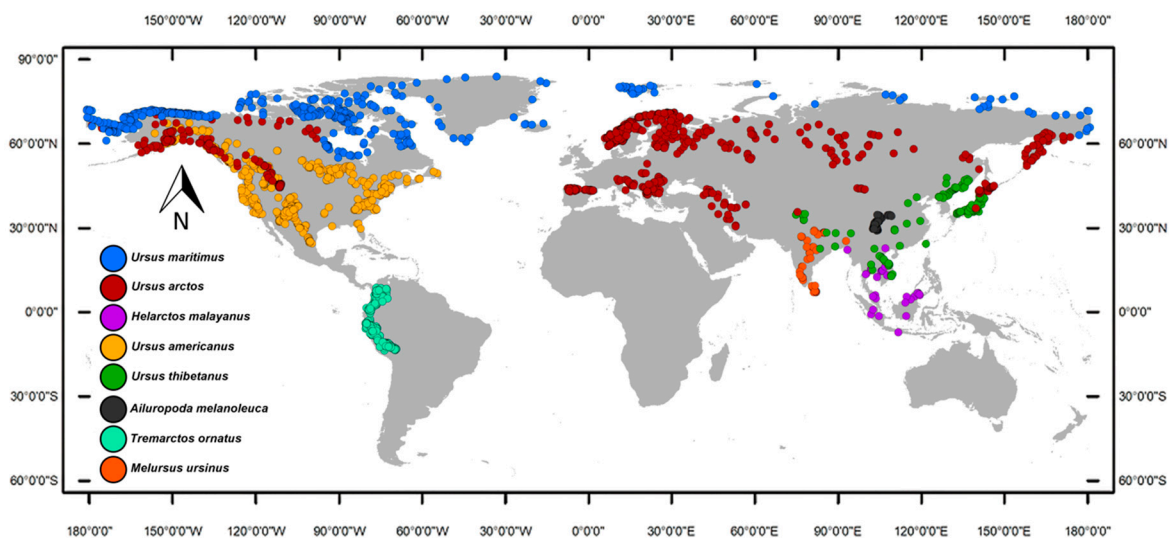 150°0'0"W 120°0'0"W 90°0'0"W 60°0'0"W 30°0'0"W 0°0'0" 30°0'0"E 60°0'0"E 90°0'0"E 120°0'0"E 150°0'0"E 180°0'0"
90°0'0"
60°0'0"N 60°0'0"N
N
30°0'0"N 30°0'0"N
Ursus maritimus
Ursus arctos
0°0'0" 0°0'0"
Helarctos malayanus
Ursus americanus
Ursus thibetanus
30°0'0"S 30°0'0"S
Ailuropoda melanoleuca
Tremarctos ornatus
Melursus ursinus
60°0'0"S 60°0'0"S
180°0'0" 150°0'0"W 120°0'0"W 90°0'0"W 60°0'0"W 30°0'0"W 0°0'0" 30°0'0"E 60°0'0"E 90°0'0"E 120°0'0"E 150°0'0"E 180°0'0"